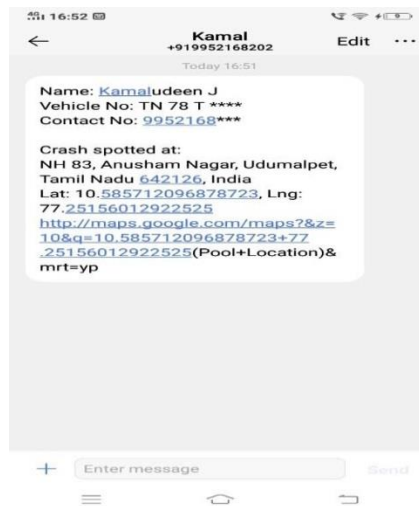 4G 16:52
Kamal
+919952168202
Edit ...
Today 16:51
Name: Kamaludeen J
Vehicle No: TN 78 T ****
Contact No: 9952168***
Crash spotted at:
NH 83, Anusham Nagar, Udumalpet,
Tamil Nadu 642126, India
Lat: 10.585712096878723, Lng:
77.25156012922525
http://maps.google.com/maps?&z=
10&q=10.585712096878723+77
.25156012922525(Pool+Location)&
mrt=yp
Enter message
Send